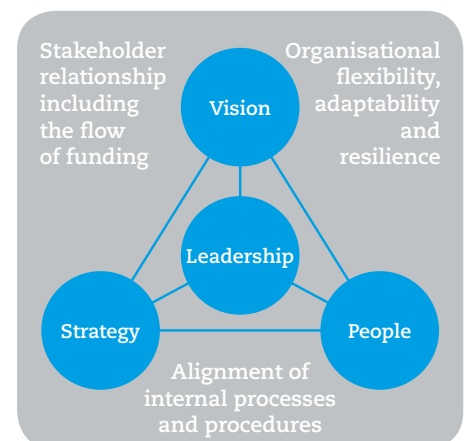 Stakeholder
relationship
including
the flow
of funding
Organisational
flexibility,
adaptability
and
resilience
Vision
Leadership
Strategy
People
Alignment of
internal processes
and procedures